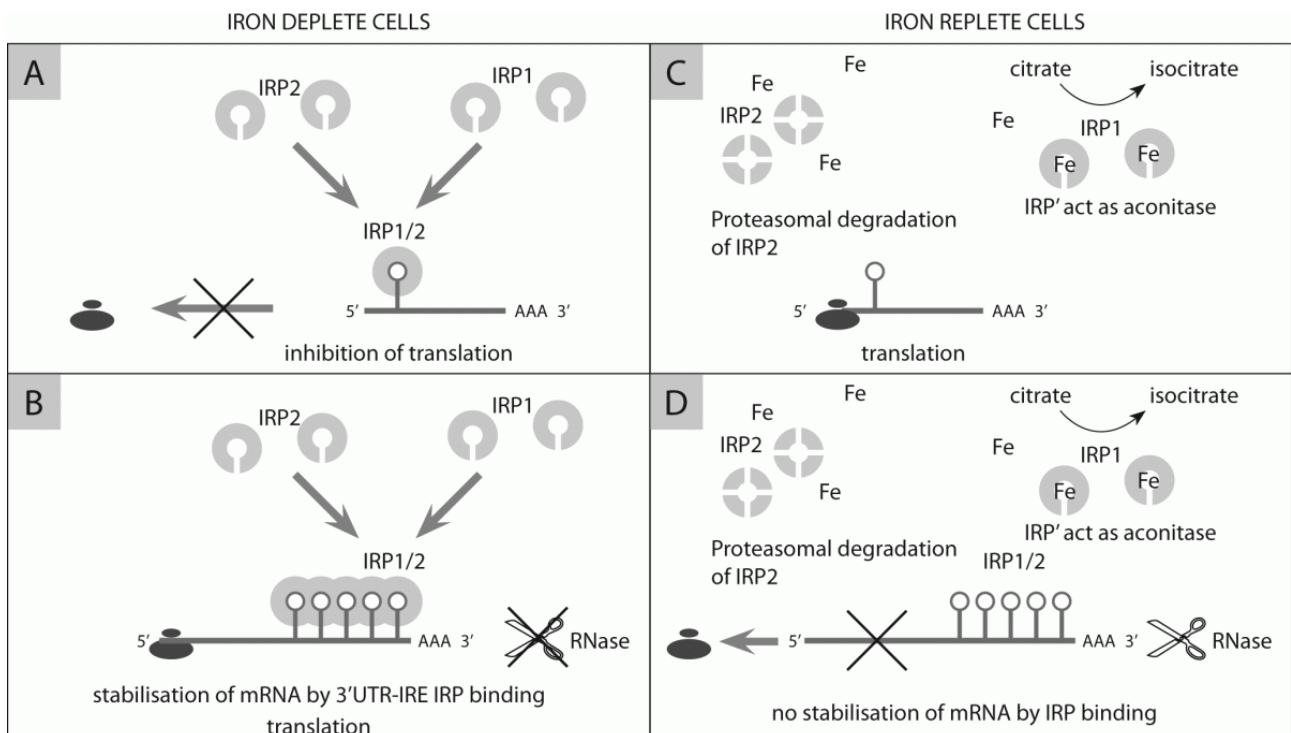 IRON DEPLETE CELLS
IRON REPLETE CELLS
A
IRP2
IRP1
IRP1/2
5’
AAA 3’
inhibition of translation
C
Fe
Fe
IRP2
Fe
citrate
isocitrate
Fe
IRP1
Fe
Fe
IRP’ act as aconitase
Proteasomal degradation
of IRP2
5’
AAA 3’
translation
B
IRP2
IRP1
IRP1/2
5’
AAA 3’
RNase
stabilisation of mRNA by 3’UTR-IRE IRP binding
translation
D
Fe
Fe
IRP2
Fe
citrate
isocitrate
Fe
IRP1
Fe
Fe
IRP’ act as aconitase
Proteasomal degradation
of IRP2
IRP1/2
5’
AAA 3’
RNase
no stabilisation of mRNA by IRP binding